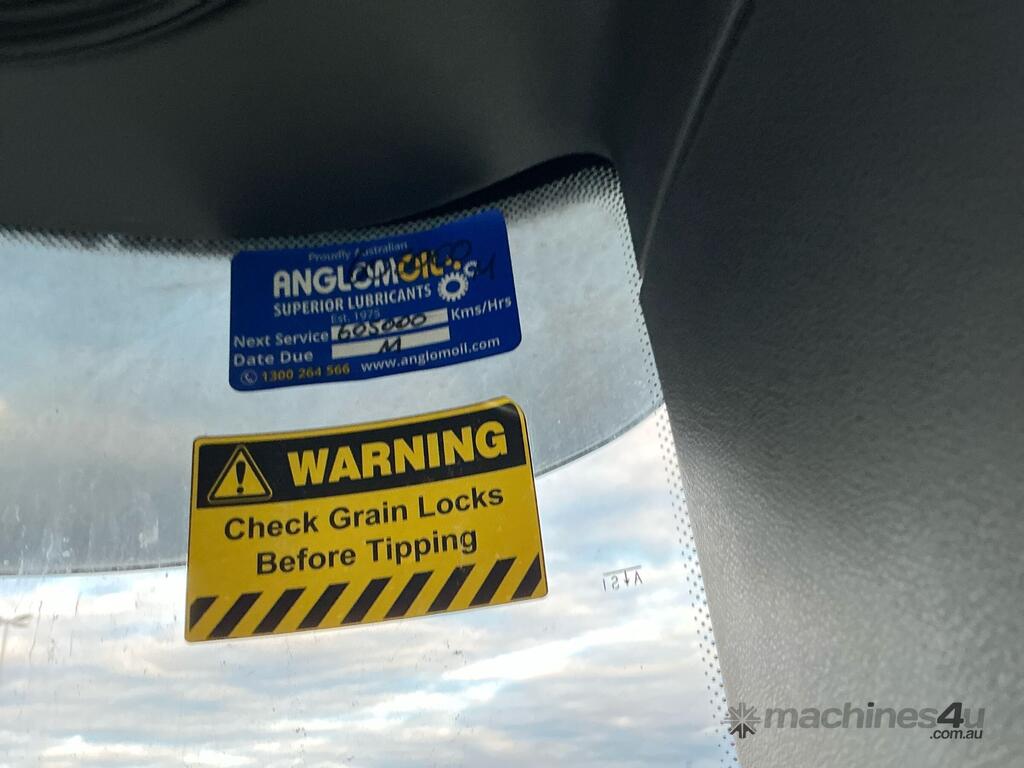 Proudly Australian
ANGLOMOIL
SUPERIOR LUBRICANTS
Est. 1975
Next Service 605000 Kms/Hrs
Date Due
1300 264 566 www.anglomoil.com
WARNING
Check Grain Locks
Before Tipping
machines4u
.com.au